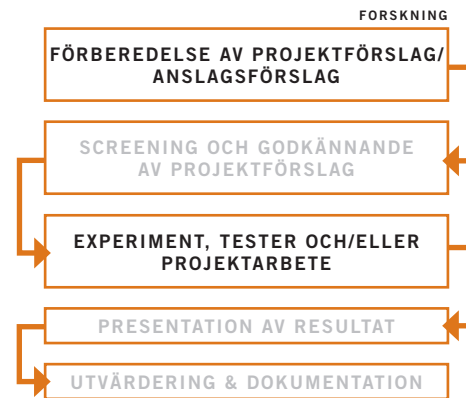 FORSKNING
FÖRBEREDELSE AV PROJEKTFÖRSLAG/
ANSLAGSFÖRSLAG
SCREENING OCH GODKÄNNANDE
AV PROJEKTFÖRSLAG
EXPERIMENT, TESTER OCH/ELLER
PROJEKTARBETE
PRESENTATION AV RESULTAT
UTVÄRDERING & DOKUMENTATION